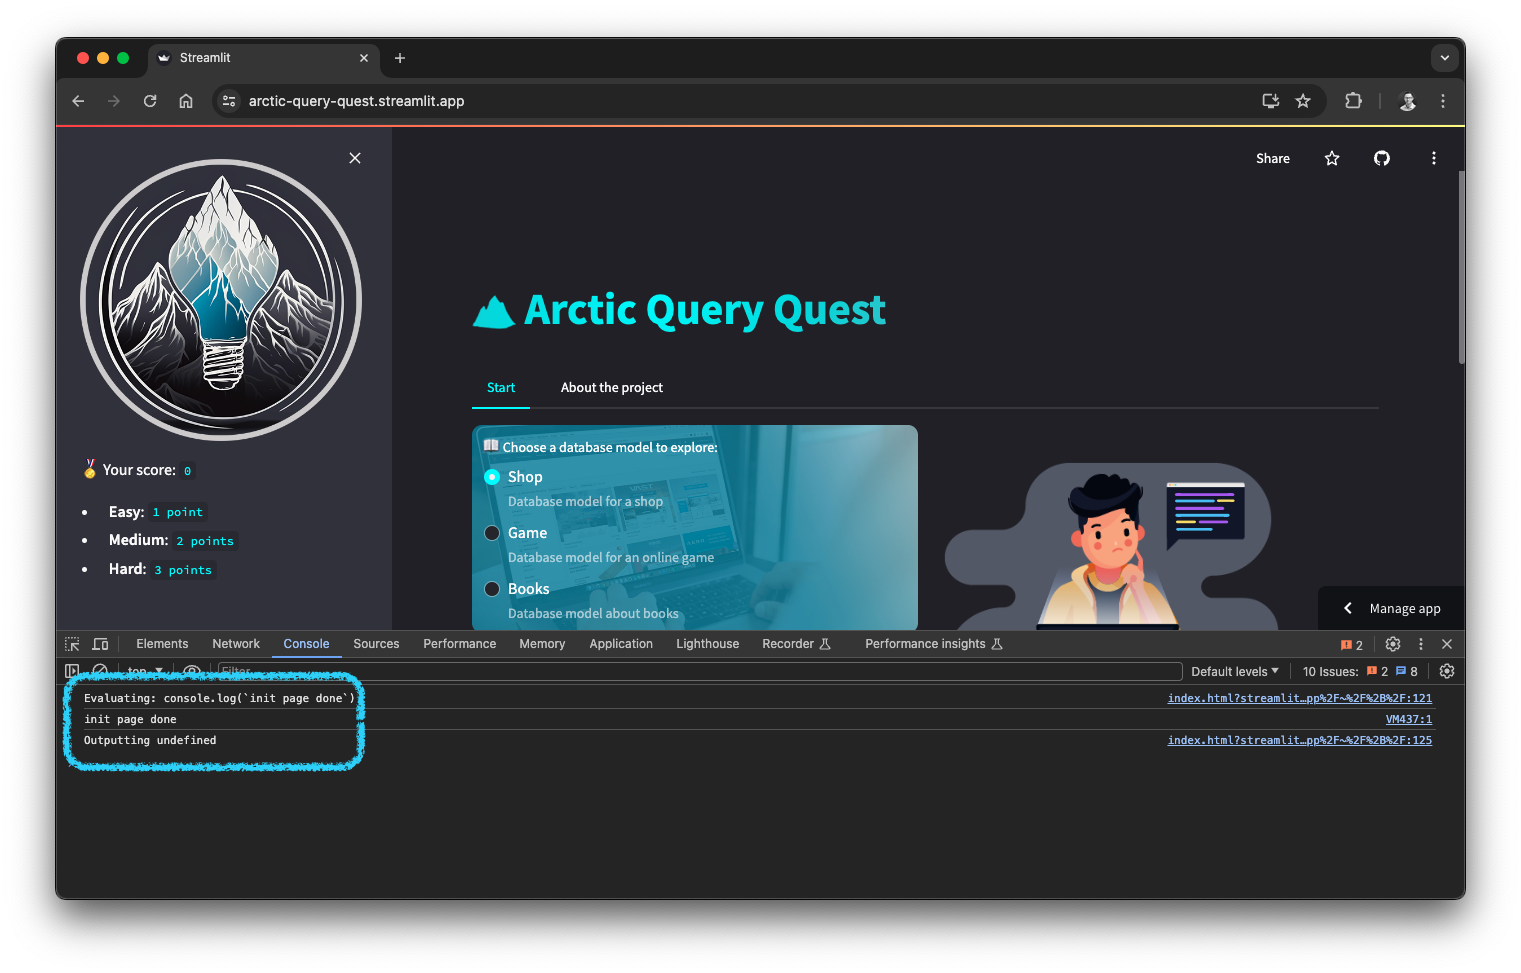 Streamlit
arctic-query-quest.streamlit.app
Share
Arctic Query Quest
Start About the project
Choose a database model to explore:
Shop
Database model for a shop
Game
Database model for an online game
Books
Database model about books
Your score: 0
Easy: 1 point
Medium: 2 points
Hard: 3 points
Manage app
Elements Network Console Sources Performance Memory Application Lighthouse Recorder Performance insights 2
top Filter Default levels 10 Issues: 2 8
Evaluating: console.log(`init page done`) index.html?streamlit…pp%2F~%2F%2B%2F:121
init page done VM437:1
Outputting undefined index.html?streamlit…pp%2F~%2F%2B%2F:125